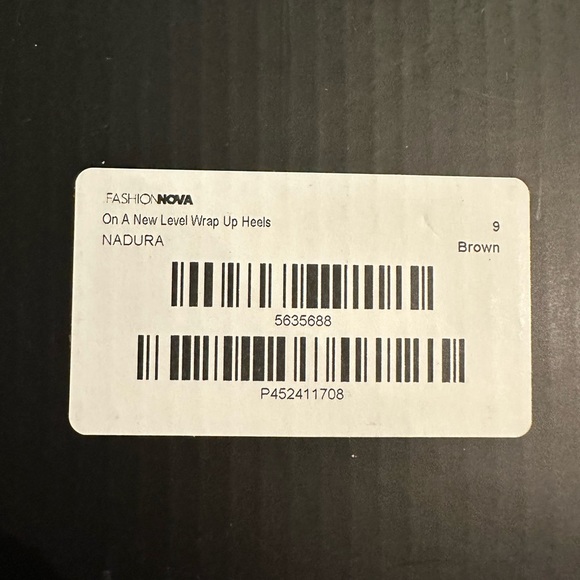 FASHIONNOVA
On A New Level Wrap Up Heels
9
NADURA
Brown
5635688
P452411708